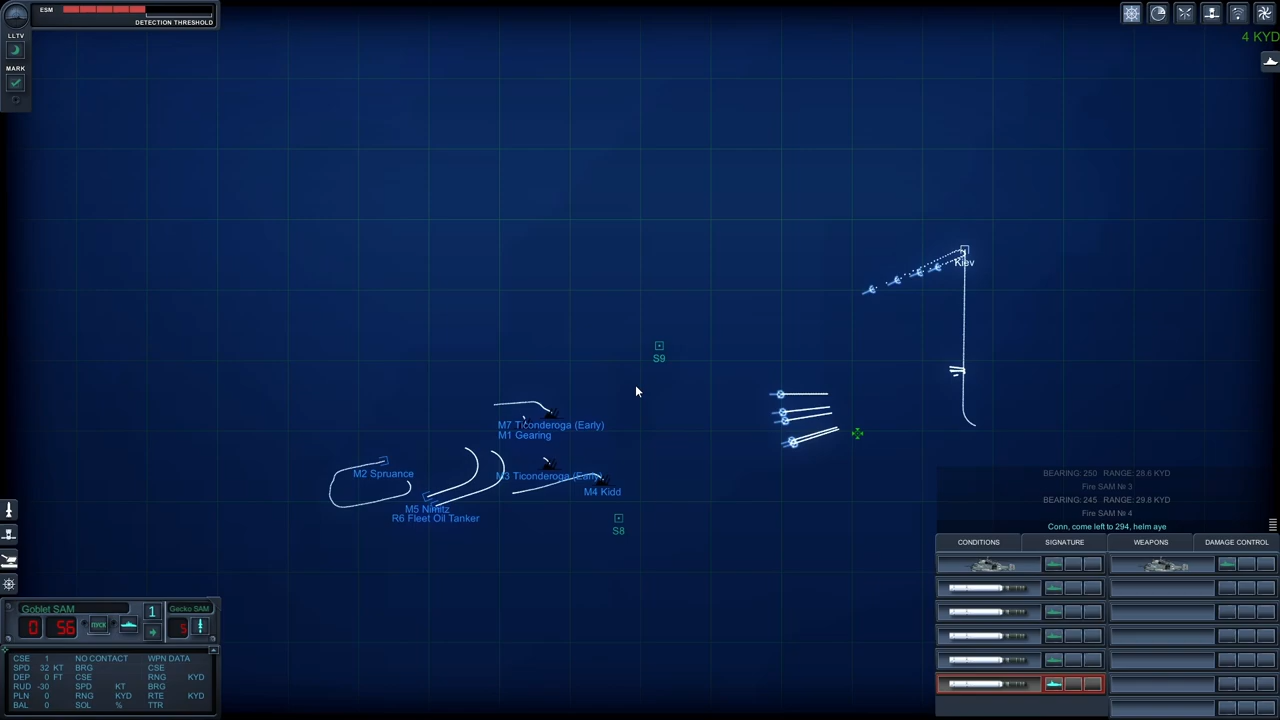 ESM
DETECTION THRESHOLD
LLTV
MARK
4 KYD
Kiev
S9
M7 Ticonderoga (Early)
M1 Gearing
M2 Spruance
M3 Ticonderoga (Early)
M4 Kidd
M5 Nimitz
R6 Fleet Oil Tanker
S8
BEARING: 250 RANGE: 28.6 KYD
Fire SAM № 3
BEARING: 245 RANGE: 29.8 KYD
Fire SAM № 4
Conn, come left to 294, helm aye
CONDITIONS SIGNATURE WEAPONS DAMAGE CONTROL
Goblet SAM 1 Gecko SAM
0 56 ПУСК 5
CSE 1 NO CONTACT WPN DATA
SPD 32 KT BRG CSE
DEP 0 FT CSE RNG KYD
RUD -30 SPD KT BRG
PLN 0 RNG KYD RTE KYD
BAL 0 SOL % TTR